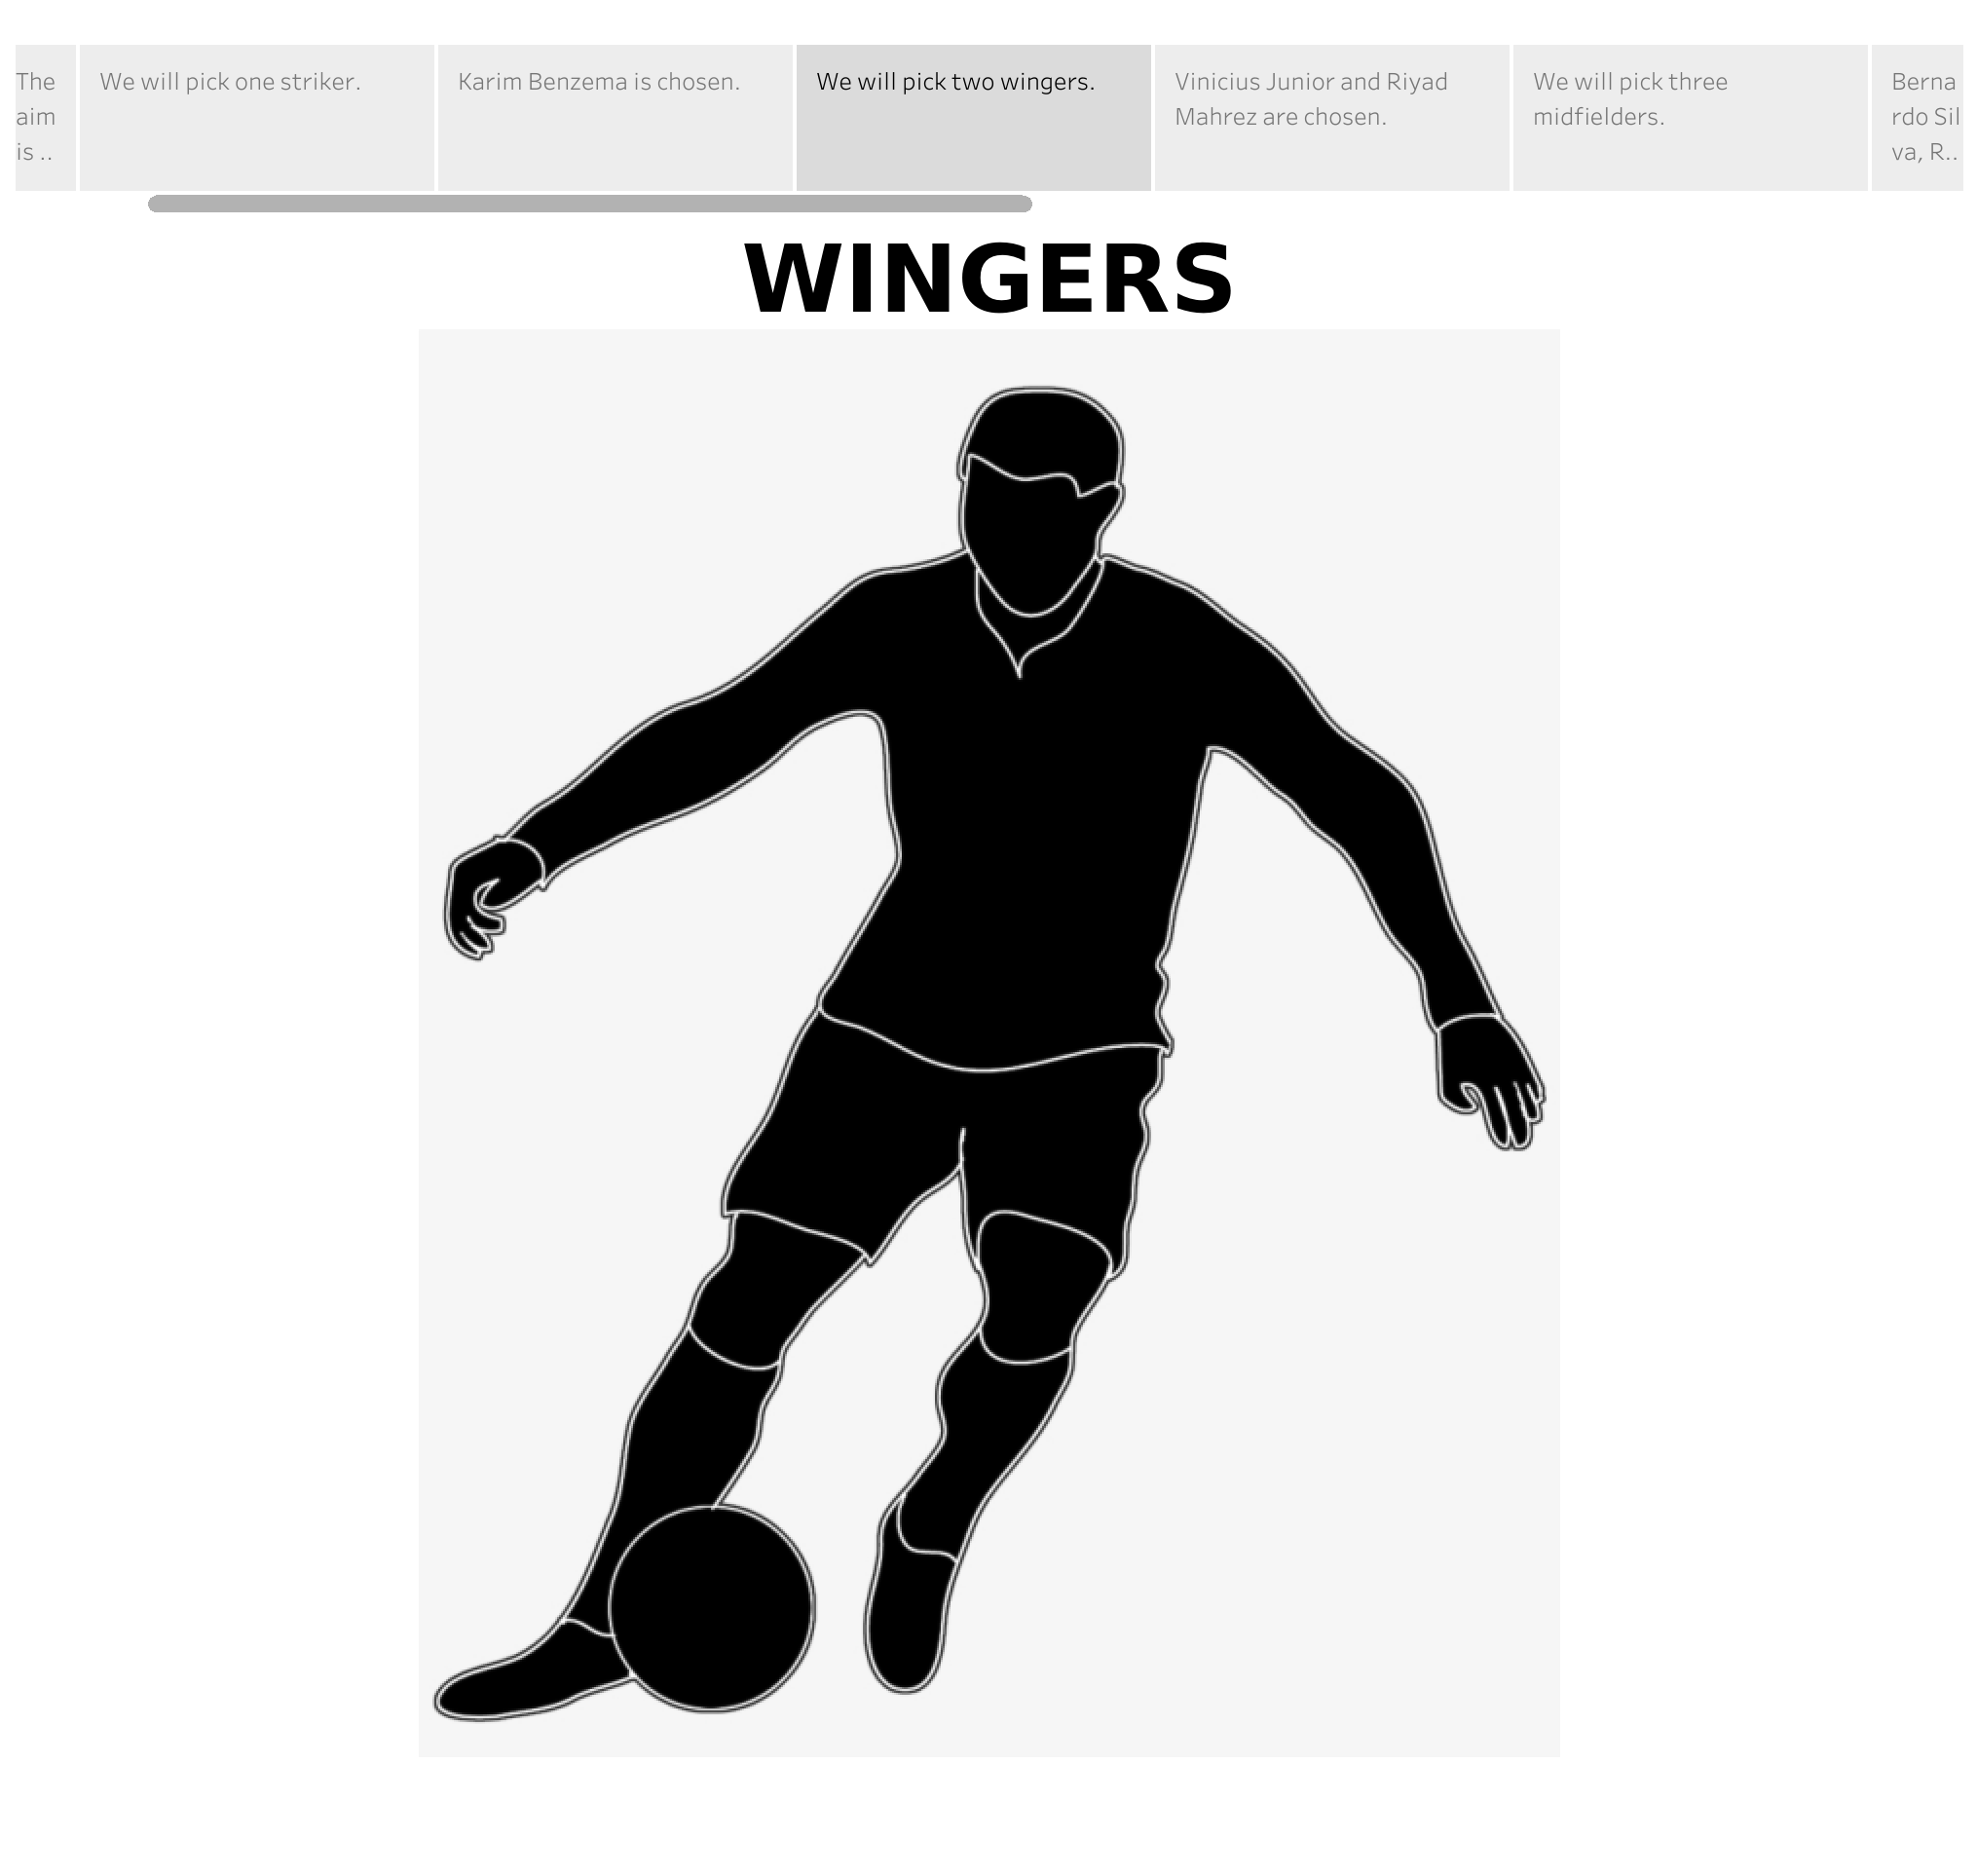 The
aim
is ..
We will pick one striker.
Karim Benzema is chosen.
We will pick two wingers.
Vinicius Junior and Riyad
Mahrez are chosen.
We will pick three
midfielders.
Berna
rdo Sil
va, R..
WINGERS